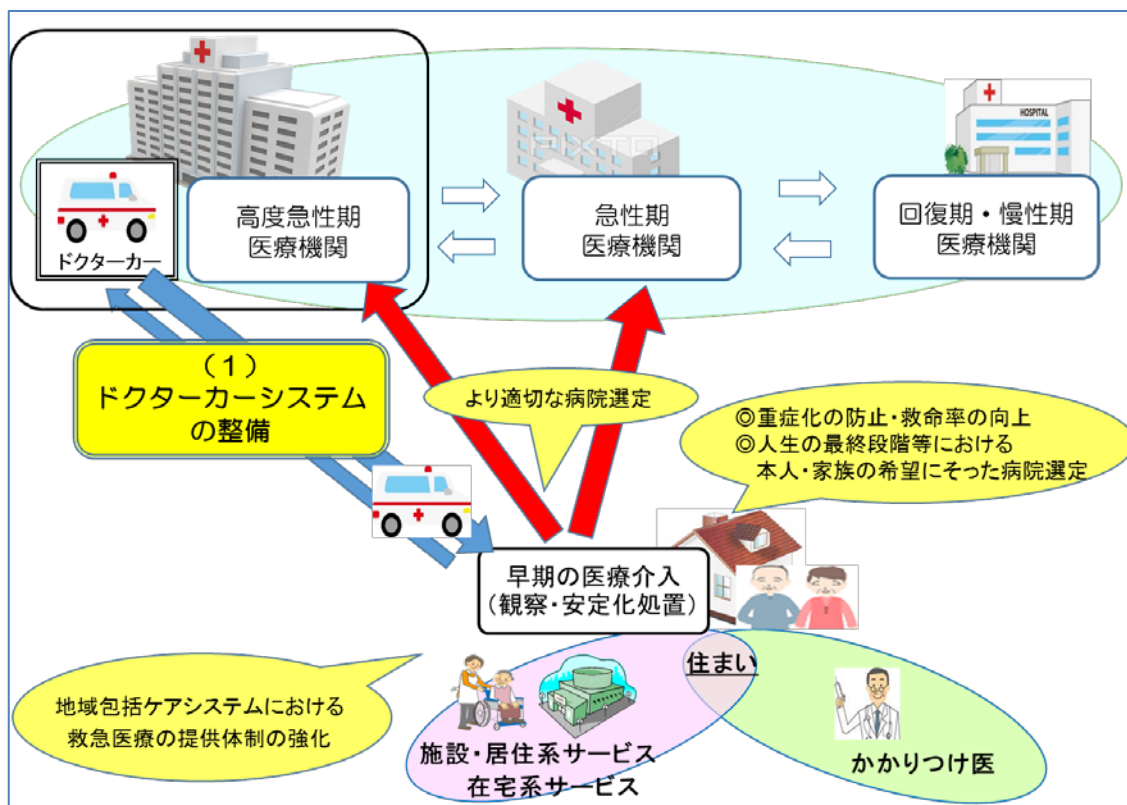 HOSPITAL
PIXTA
高度急性期
医療機関
急性期
医療機関
回復期・慢性期
医療機関
ドクターカー
(1)
ドクターカーシステム
の整備
より適切な病院選定
◎重症化の防止・救命率の向上
◎人生の最終段階等における
本人・家族の希望にそった病院選定
早期の医療介入
(観察・安定化処置)
住まい
地域包括ケアシステムにおける
救急医療の提供体制の強化
施設・居住系サービス
在宅系サービス
かかりつけ医